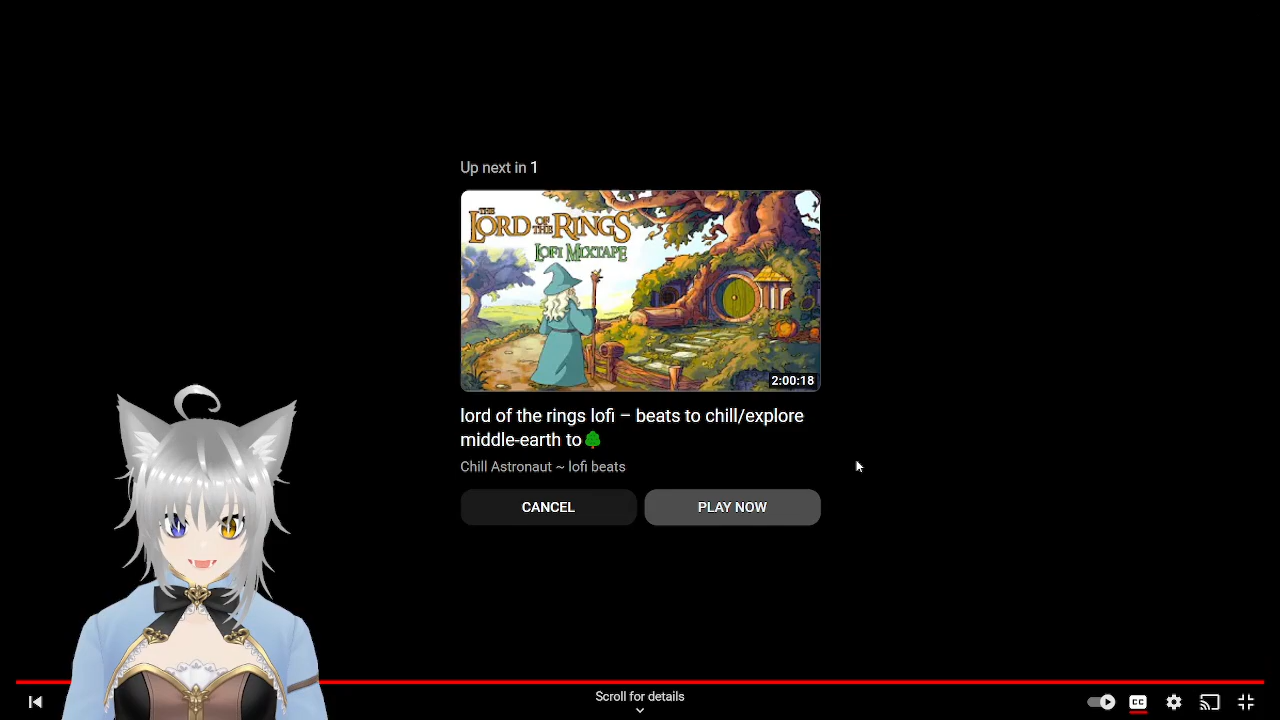 Up next in 1
THE LORD OF THE RINGS
LOFI MIXTAPE
2:00:18
lord of the rings lofi – beats to chill/explore
middle-earth to🌳
Chill Astronaut ~ lofi beats
CANCEL PLAY NOW
Scroll for details
CC